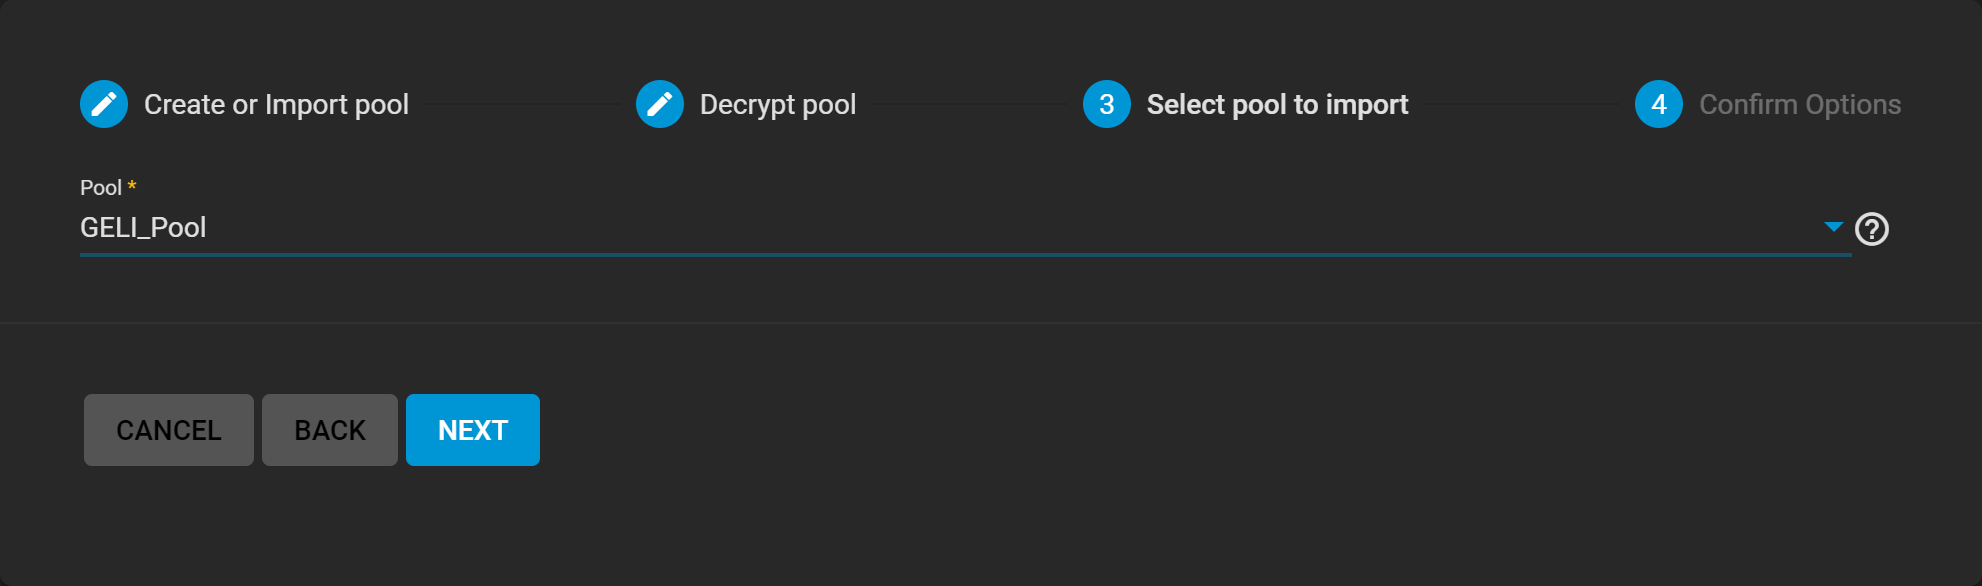 Create or Import pool Decrypt pool 3 Select pool to import 4 Confirm Options
Pool *
GELI_Pool
CANCEL BACK NEXT